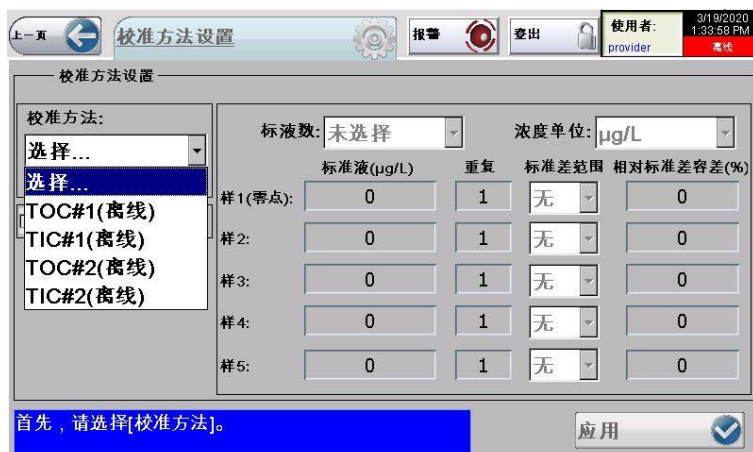 上一页 校准方法设置 报警 登出 使用者: provider 3/19/2020 1:33:58 PM 离线
校准方法设置
校准方法:
选择...
选择...
TOC#1(离线)
TIC#1(离线)
TOC#2(离线)
TIC#2(离线)
标液数: 未选择 浓度单位: µg/L
标准液(µg/L) 重复 标准差范围 相对标准差容差(%)
样1(零点): 0 1 无 0
样2: 0 1 无 0
样3: 0 1 无 0
样4: 0 1 无 0
样5: 0 1 无 0
首先，请选择[校准方法]。
应用